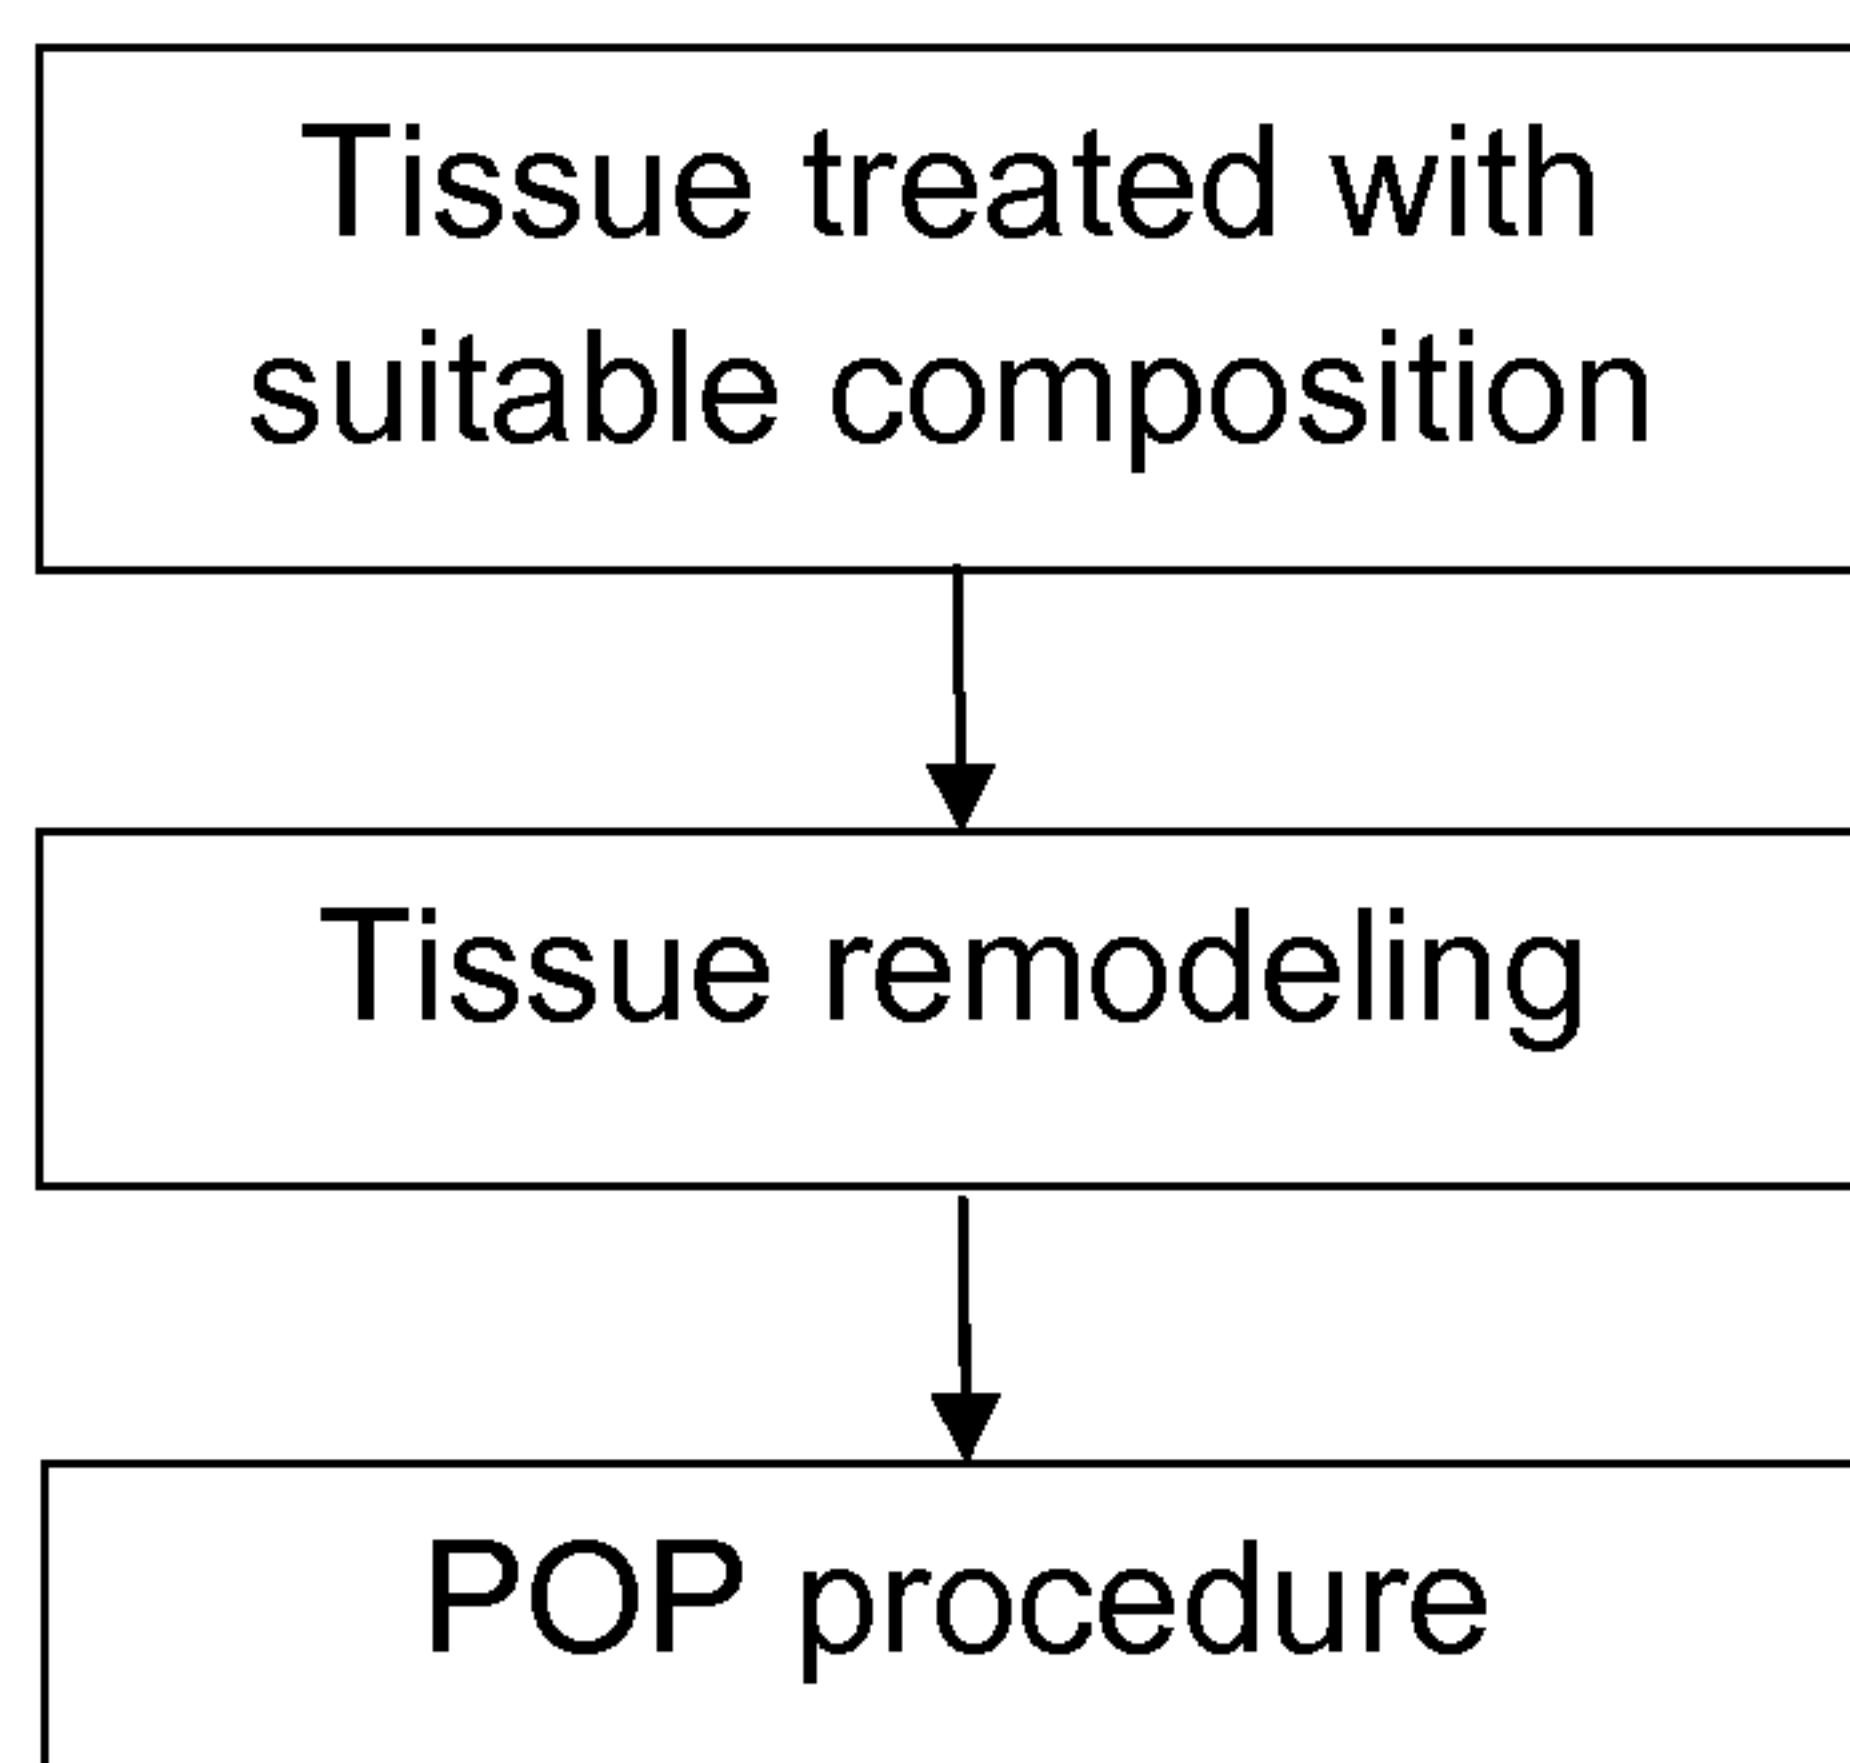 Tissue treated with
suitable composition
Tissue remodeling
POP procedure